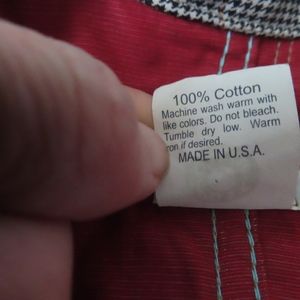 100% Cotton
Machine wash warm with
like colors. Do not bleach.
Tumble dry low. Warm
ron if desired.
MADE IN U.S.A.